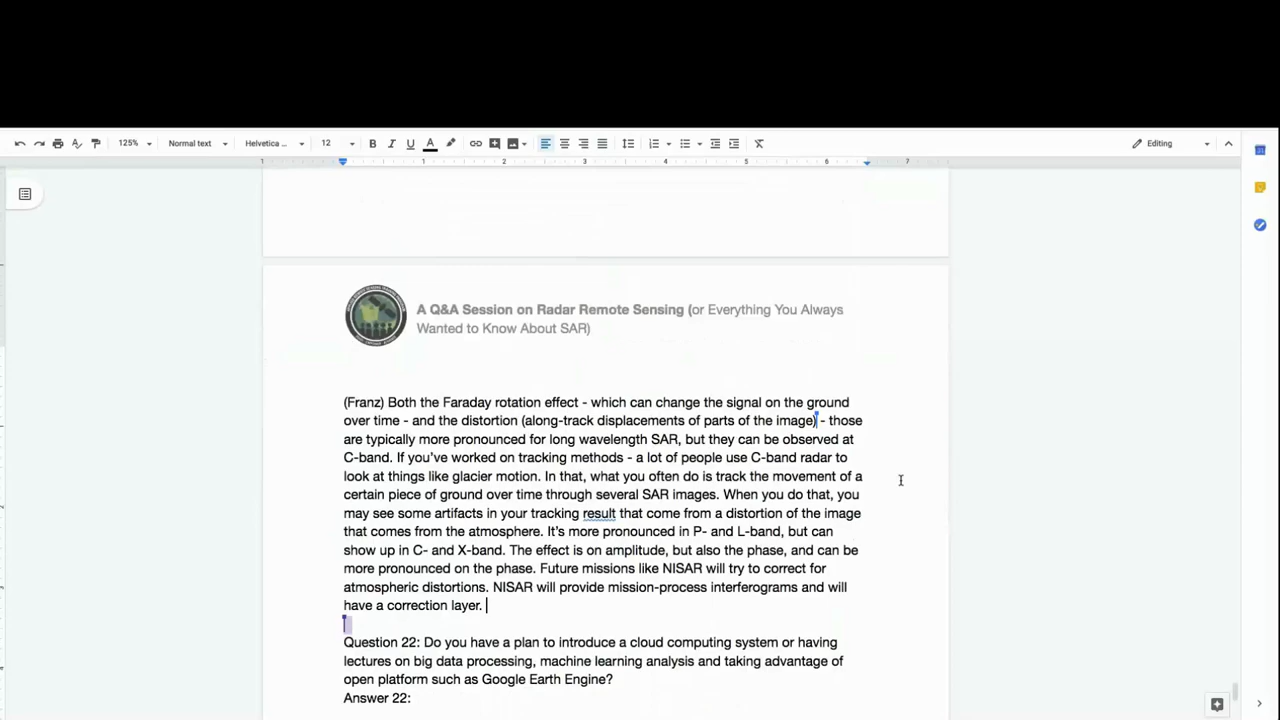 125%
Normal text
Helvetica ...
12
Editing
1 1 2 3 4 5 6 7
A Q&A Session on Radar Remote Sensing (or Everything You Always
Wanted to Know About SAR)
(Franz) Both the Faraday rotation effect - which can change the signal on the ground
over time - and the distortion (along-track displacements of parts of the image) - those
are typically more pronounced for long wavelength SAR, but they can be observed at
C-band. If you've worked on tracking methods - a lot of people use C-band radar to
look at things like glacier motion. In that, what you often do is track the movement of a
certain piece of ground over time through several SAR images. When you do that, you
may see some artifacts in your tracking result that come from a distortion of the image
that comes from the atmosphere. It's more pronounced in P- and L-band, but can
show up in C- and X-band. The effect is on amplitude, but also the phase, and can be
more pronounced on the phase. Future missions like NISAR will try to correct for
atmospheric distortions. NISAR will provide mission-process interferograms and will
have a correction layer.
Question 22: Do you have a plan to introduce a cloud computing system or having
lectures on big data processing, machine learning analysis and taking advantage of
open platform such as Google Earth Engine?
Answer 22: